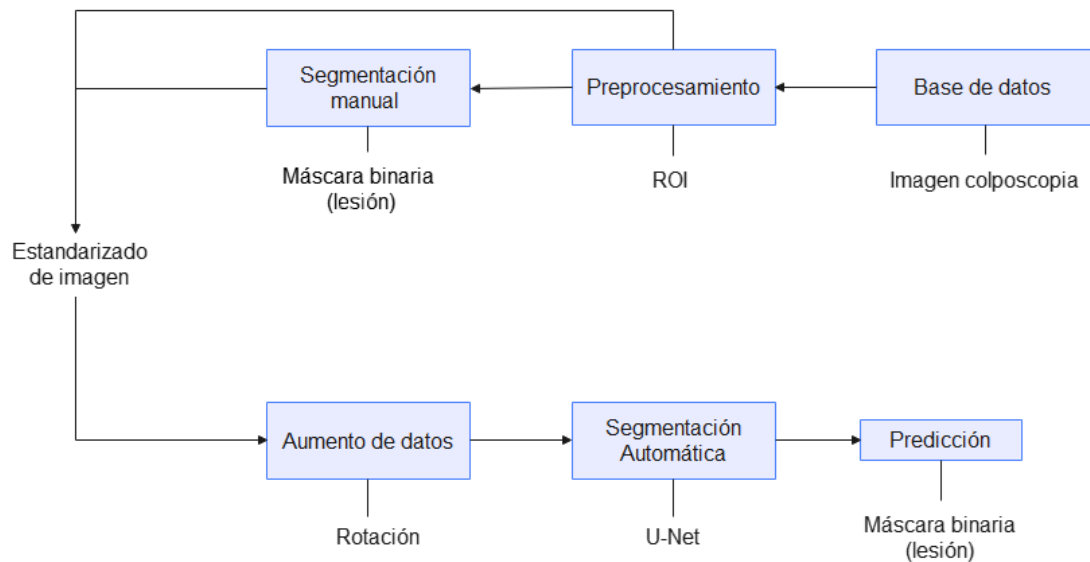 Segmentación
manual
Preprocesamiento
Base de datos
Máscara binaria
(lesión)
ROI
Imagen colposcopia
Estandarizado
de imagen
Aumento de datos
Segmentación
Automática
Predicción
Rotación
U-Net
Máscara binaria
(lesión)